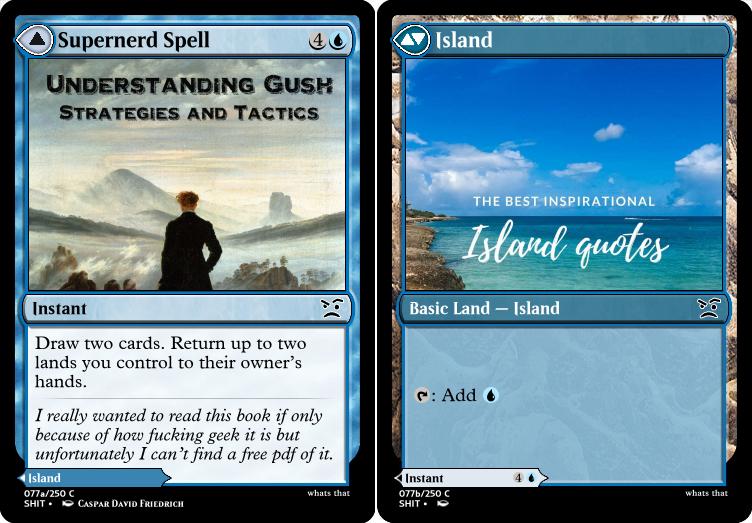 Supernerd Spell 4
UNDERSTANDING GUSH
STRATEGIES AND TACTICS
Instant
Draw two cards. Return up to two
lands you control to their owner's
hands.
I really wanted to read this book if only
because of how fucking geek it is but
unfortunately I can't find a free pdf of it.
Island
077a/250 C
whats that
SHIT • CASPAR DAVID FRIEDRICH
Island
THE BEST INSPIRATIONAL
Island quotes
Basic Land — Island
: Add
Instant 4
077b/250 C
whats that
SHIT •